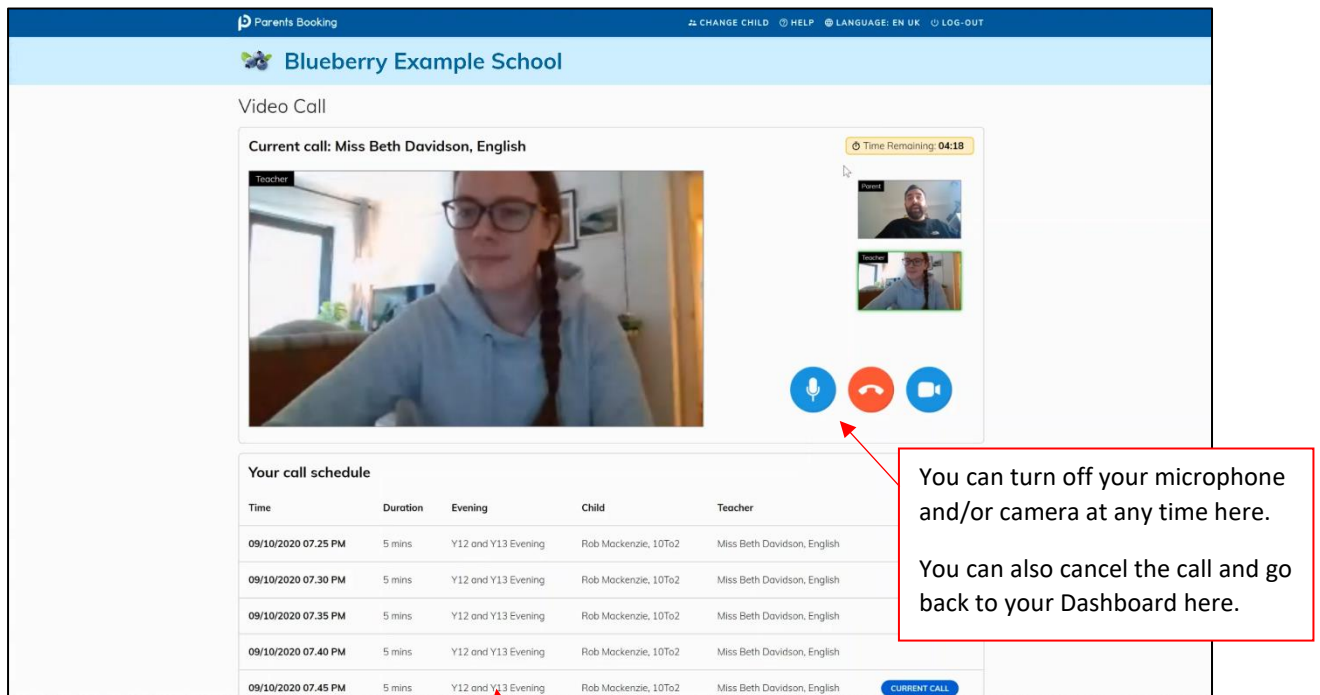 Parents Booking
CHANGE CHILD HELP LANGUAGE: EN UK LOG-OUT
Blueberry Example School
Video Call
Current call: Miss Beth Davidson, English
Time Remaining: 04:18
Teacher
Parent
Teacher
Your call schedule
Time Duration Evening Child Teacher
09/10/2020 07.25 PM 5 mins Y12 and Y13 Evening Rob Mackenzie, 10To2 Miss Beth Davidson, English
09/10/2020 07.30 PM 5 mins Y12 and Y13 Evening Rob Mackenzie, 10To2 Miss Beth Davidson, English
09/10/2020 07.35 PM 5 mins Y12 and Y13 Evening Rob Mackenzie, 10To2 Miss Beth Davidson, English
09/10/2020 07.40 PM 5 mins Y12 and Y13 Evening Rob Mackenzie, 10To2 Miss Beth Davidson, English
09/10/2020 07.45 PM 5 mins Y12 and Y13 Evening Rob Mackenzie, 10To2 Miss Beth Davidson, English CURRENT CALL
You can turn off your microphone
and/or camera at any time here.
You can also cancel the call and go
back to your Dashboard here.